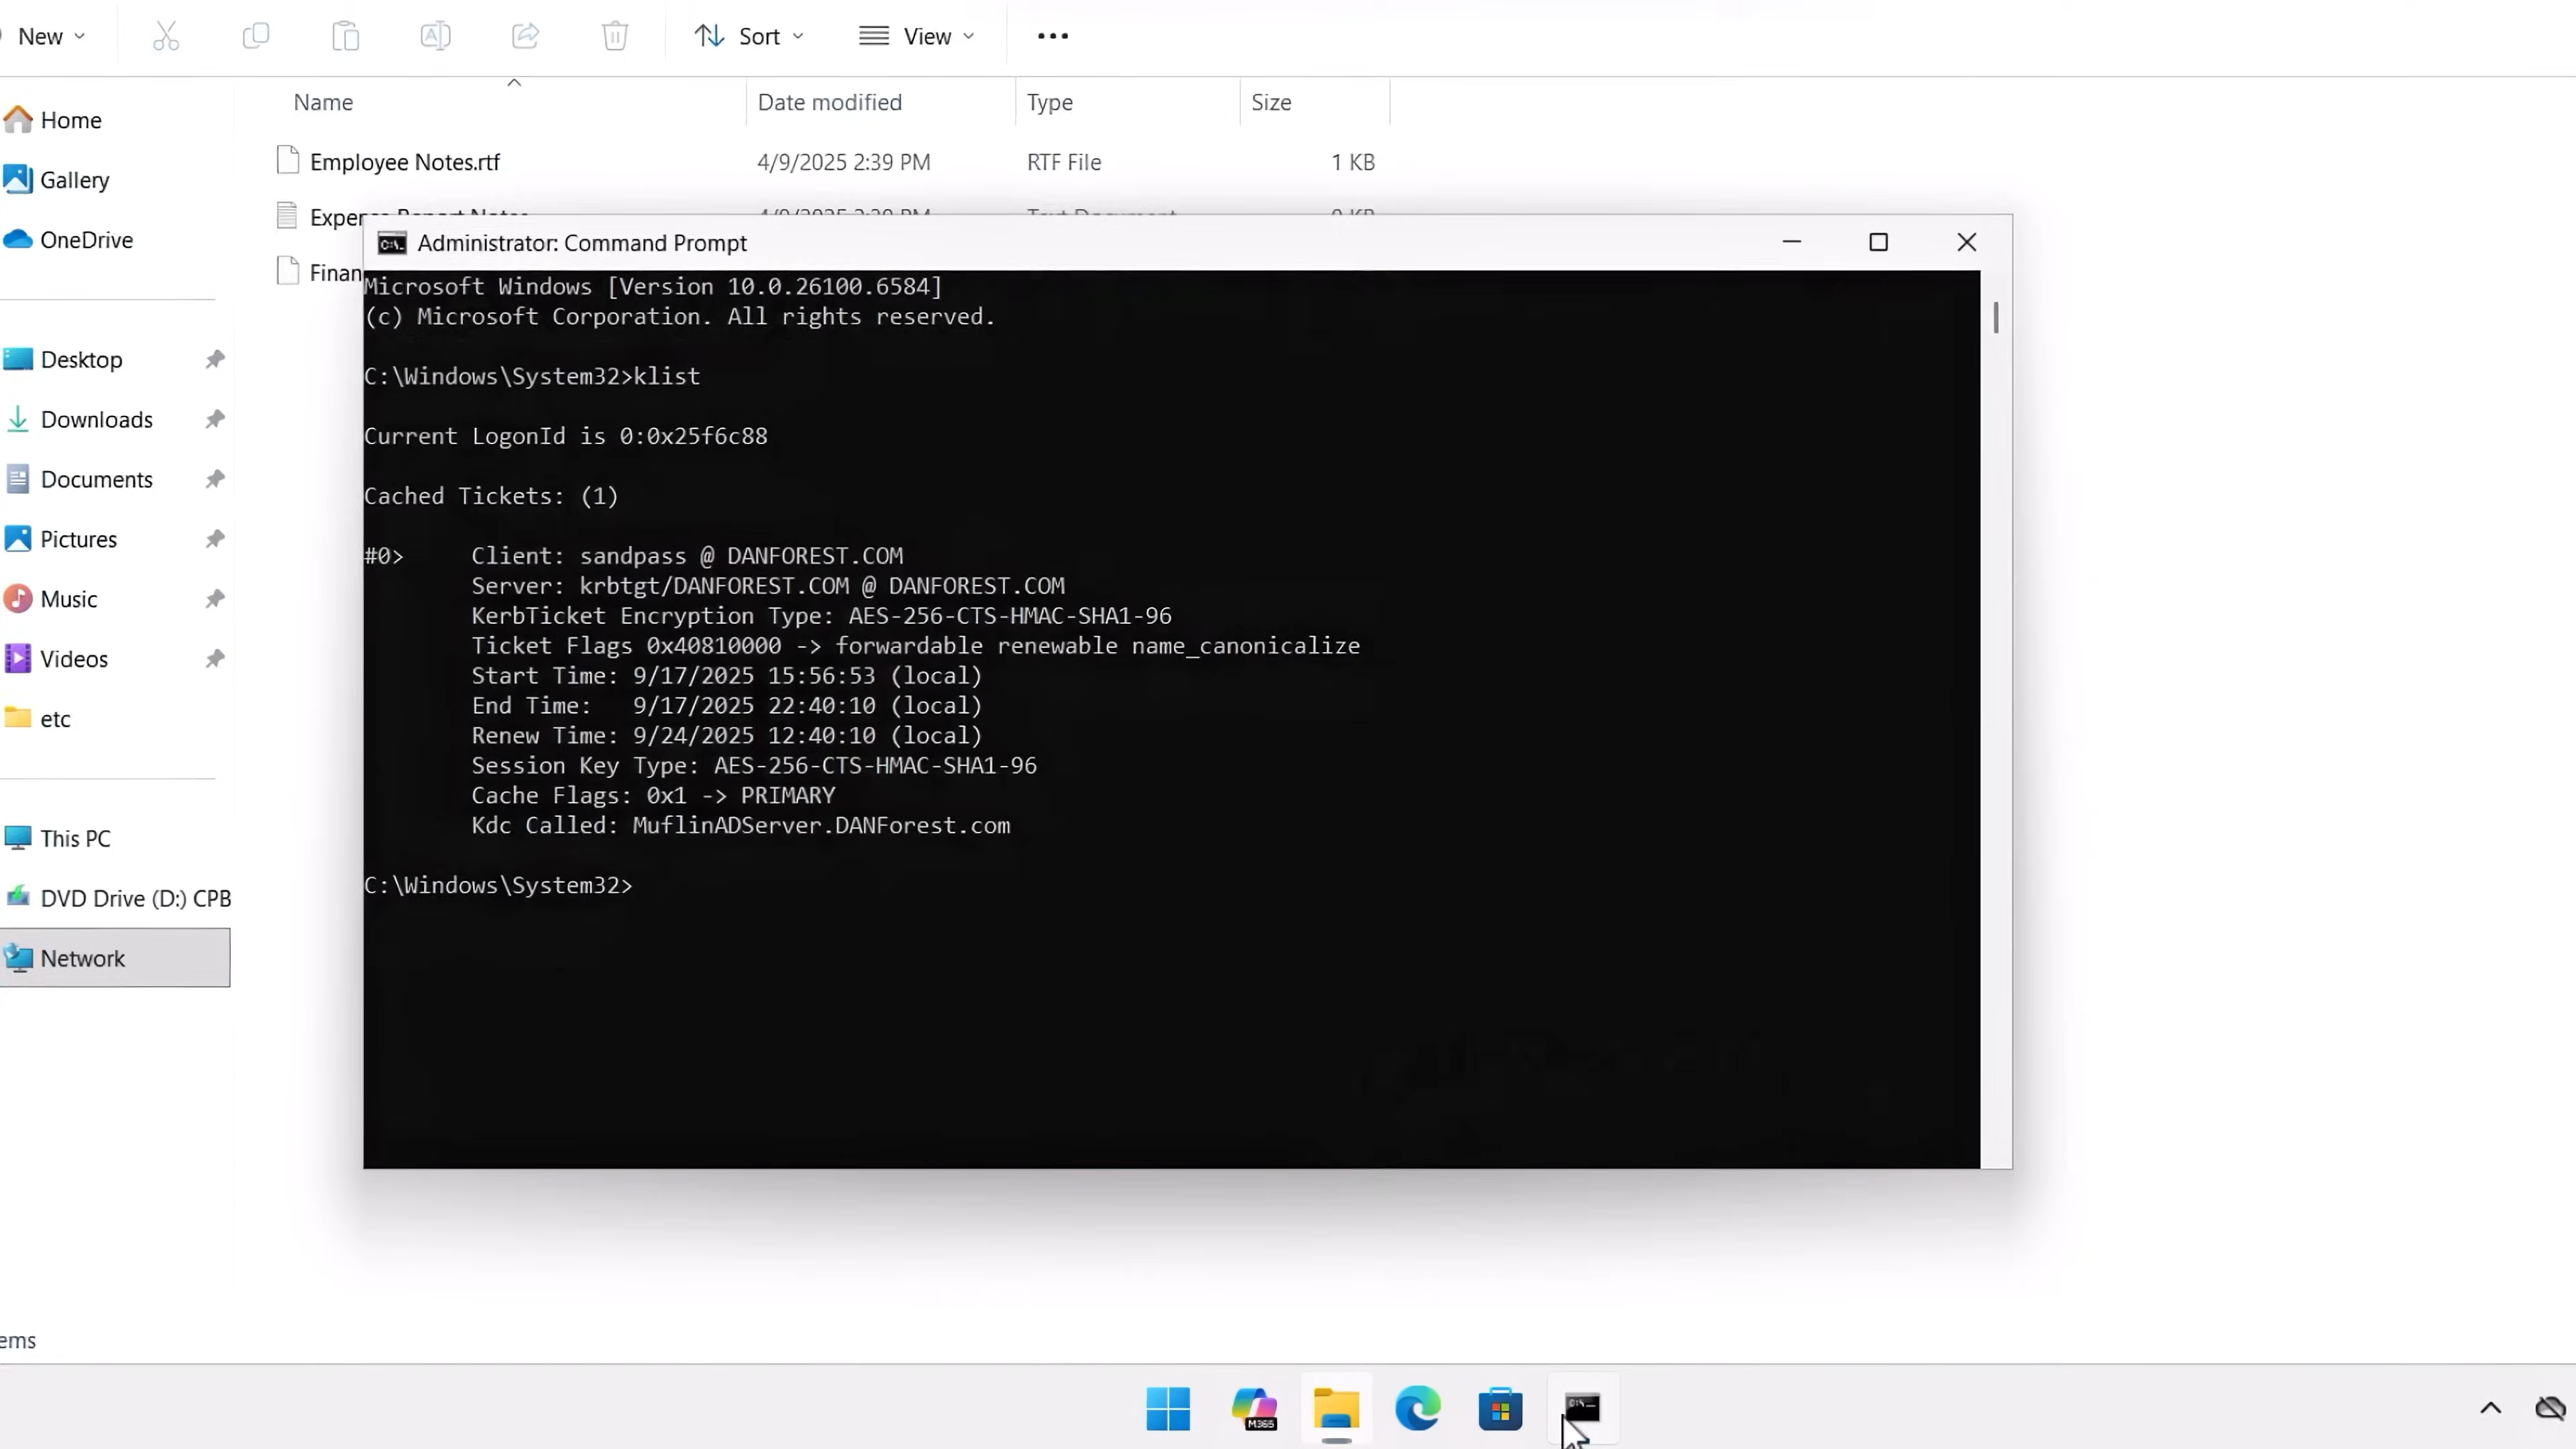 New
Sort
View
Name
Date modified
Type
Size
Home
Gallery
OneDrive
Desktop
Downloads
Documents
Pictures
Music
Videos
etc
This PC
DVD Drive (D:) CPB
Network
Employee Notes.rtf 4/9/2025 2:39 PM RTF File 1 KB
Expense Report Notes
Finan
Administrator: Command Prompt
Microsoft Windows [Version 10.0.26100.6584]
(c) Microsoft Corporation. All rights reserved.
C:\Windows\System32>klist
Current LogonId is 0:0x25f6c88
Cached Tickets: (1)
#0> Client: sandpass @ DANFOREST.COM
Server: krbtgt/DANFOREST.COM @ DANFOREST.COM
KerbTicket Encryption Type: AES-256-CTS-HMAC-SHA1-96
Ticket Flags 0x40810000 -> forwardable renewable name_canonicalize
Start Time: 9/17/2025 15:56:53 (local)
End Time: 9/17/2025 22:40:10 (local)
Renew Time: 9/24/2025 12:40:10 (local)
Session Key Type: AES-256-CTS-HMAC-SHA1-96
Cache Flags: 0x1 -> PRIMARY
Kdc Called: MuflinADServer.DANForest.com
C:\Windows\System32>
ems
M365